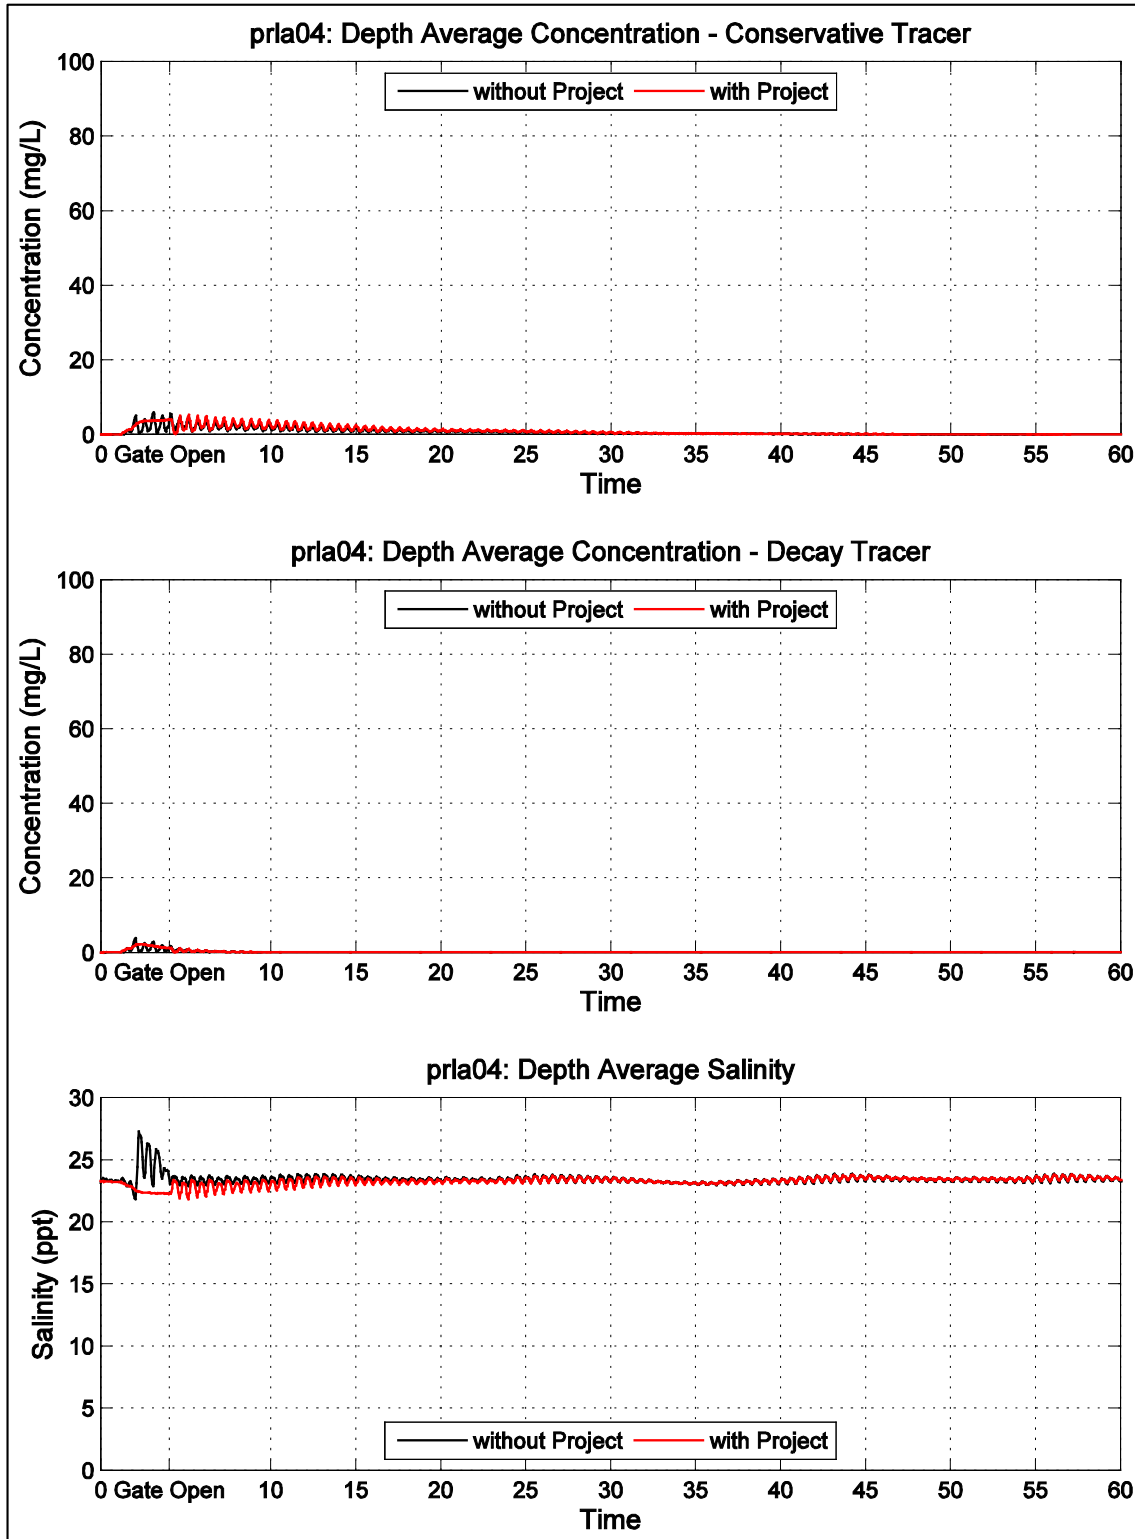 prla04: Depth Average Concentration - Conservative Tracer
100
without Project with Project
80
60
40
20
0
Concentration (mg/L)
0 Gate Open 10 15 20 25 30 35 40 45 50 55 60
Time
prla04: Depth Average Concentration - Decay Tracer
100
without Project with Project
80
60
40
20
0
Concentration (mg/L)
0 Gate Open 10 15 20 25 30 35 40 45 50 55 60
Time
prla04: Depth Average Salinity
30
25
20
15
10
5
without Project with Project
0
Salinity (ppt)
0 Gate Open 10 15 20 25 30 35 40 45 50 55 60
Time